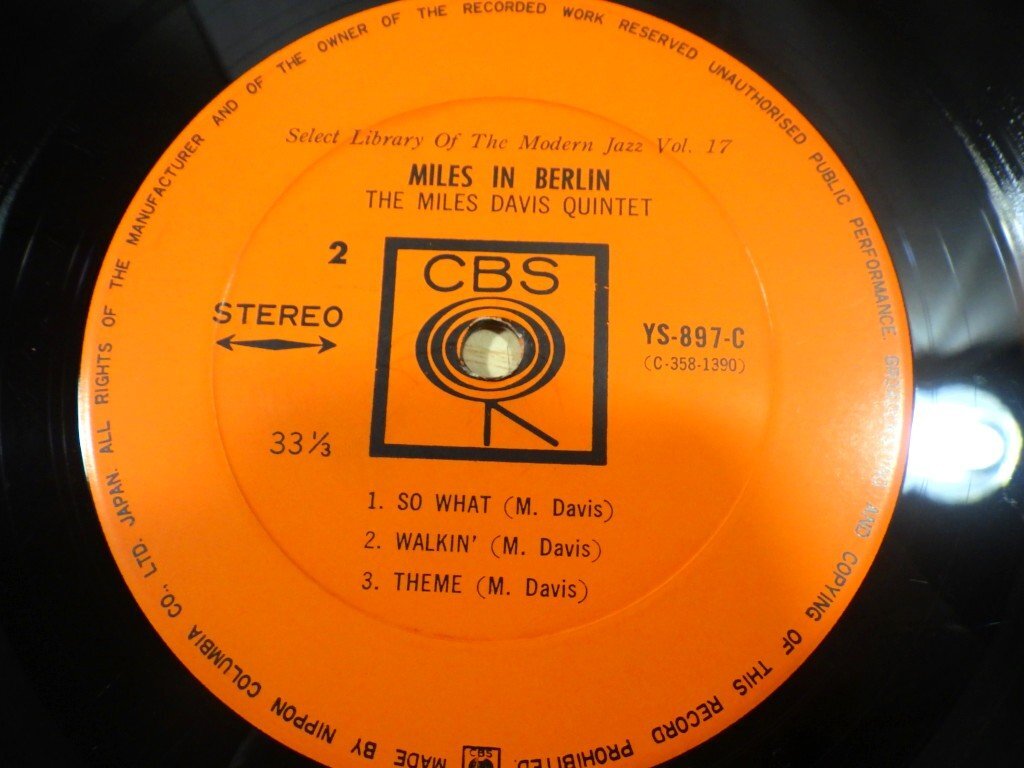 ALL RIGHTS OF THE MANUFACTURER AND OF THE OWNER OF THE RECORDED WORK RESERVED UNAUTHORISED PUBLIC PERFORMANCE. AND COPYING OF THIS RECORD PROHIBITED. MADE BY NIPPON COLUMBIA CO., LTD. JAPAN.
Select Library Of The Modern Jazz Vol. 17
MILES IN BERLIN
THE MILES DAVIS QUINTET
2
CBS
STEREO
YS-897-C
(C-358-1390)
33 1/3
1. SO WHAT (M. Davis)
2. WALKIN' (M. Davis)
3. THEME (M. Davis)
CBS